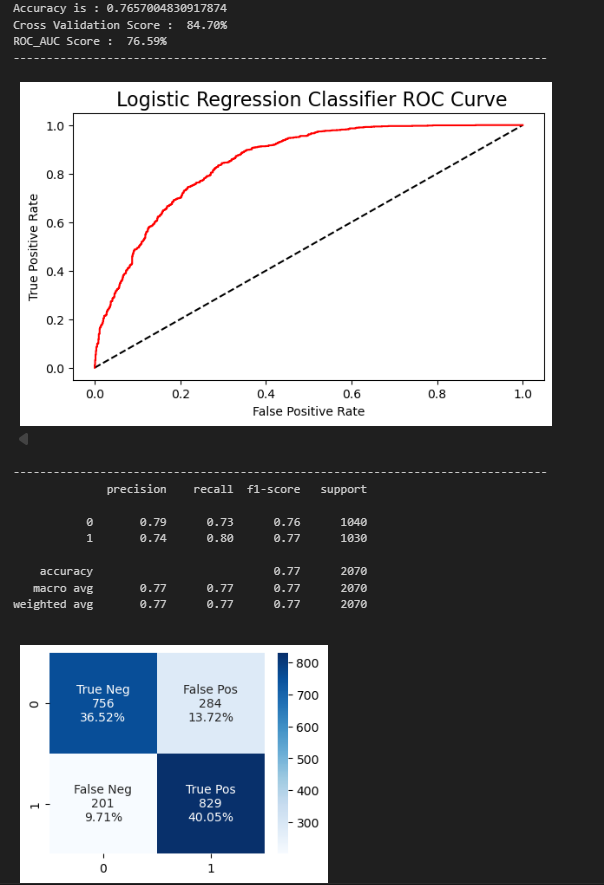 Accuracy is : 0.7657004830917874
Cross Validation Score :  84.70%
ROC_AUC Score :  76.59%
--------------------------------------------------------------------------------
Logistic Regression Classifier ROC Curve
1.0
0.8
0.6
0.4
0.2
0.0
True Positive Rate
0.0 0.2 0.4 0.6 0.8 1.0
False Positive Rate
--------------------------------------------------------------------------------
precision recall f1-score support
0 0.79 0.73 0.76 1040
1 0.74 0.80 0.77 1030
accuracy 0.77 2070
macro avg 0.77 0.77 0.77 2070
weighted avg 0.77 0.77 0.77 2070
0
True Neg
756
36.52%
False Pos
284
13.72%
1
False Neg
201
9.71%
True Pos
829
40.05%
0 1
800
700
600
500
400
300